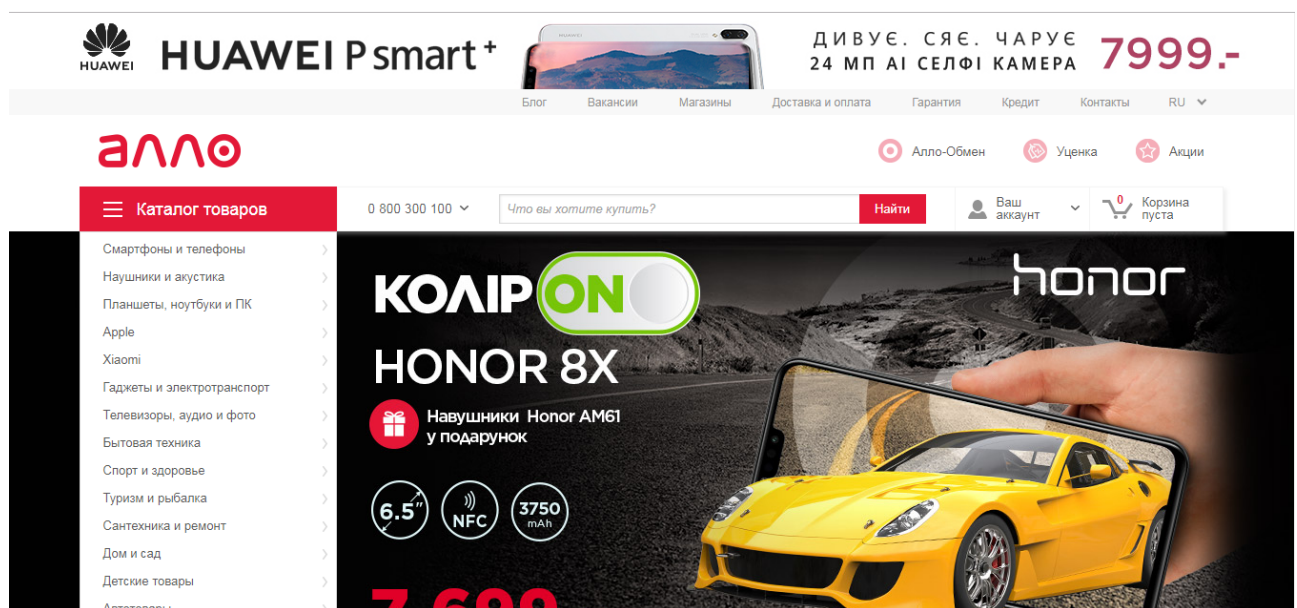 HUAWEI
HUAWEI P smart+
ДИВУЄ. СЯЄ. ЧАРУЄ
24 МП AI СЕЛФІ КАМЕРА
7999.-
Блог Вакансии Магазины Доставка и оплата Гарантия Кредит Контакты RU
алло
Алло-Обмен Уценка Акции
Каталог товаров
0 800 300 100
Что вы хотите купить?
Найти
Ваш
аккаунт
0
Корзина
пуста
Смартфоны и телефоны
Наушники и акустика
Планшеты, ноутбуки и ПК
Apple
Xiaomi
Гаджеты и электротранспорт
Телевизоры, аудио и фото
Бытовая техника
Спорт и здоровье
Туризм и рыбалка
Сантехника и ремонт
Дом и сад
Детские товары
Автотовары
КОЛІР ON
honor
HONOR 8X
Навушники Honor AM61
у подарунок
6.5″
NFC
3750
mAh
7 699